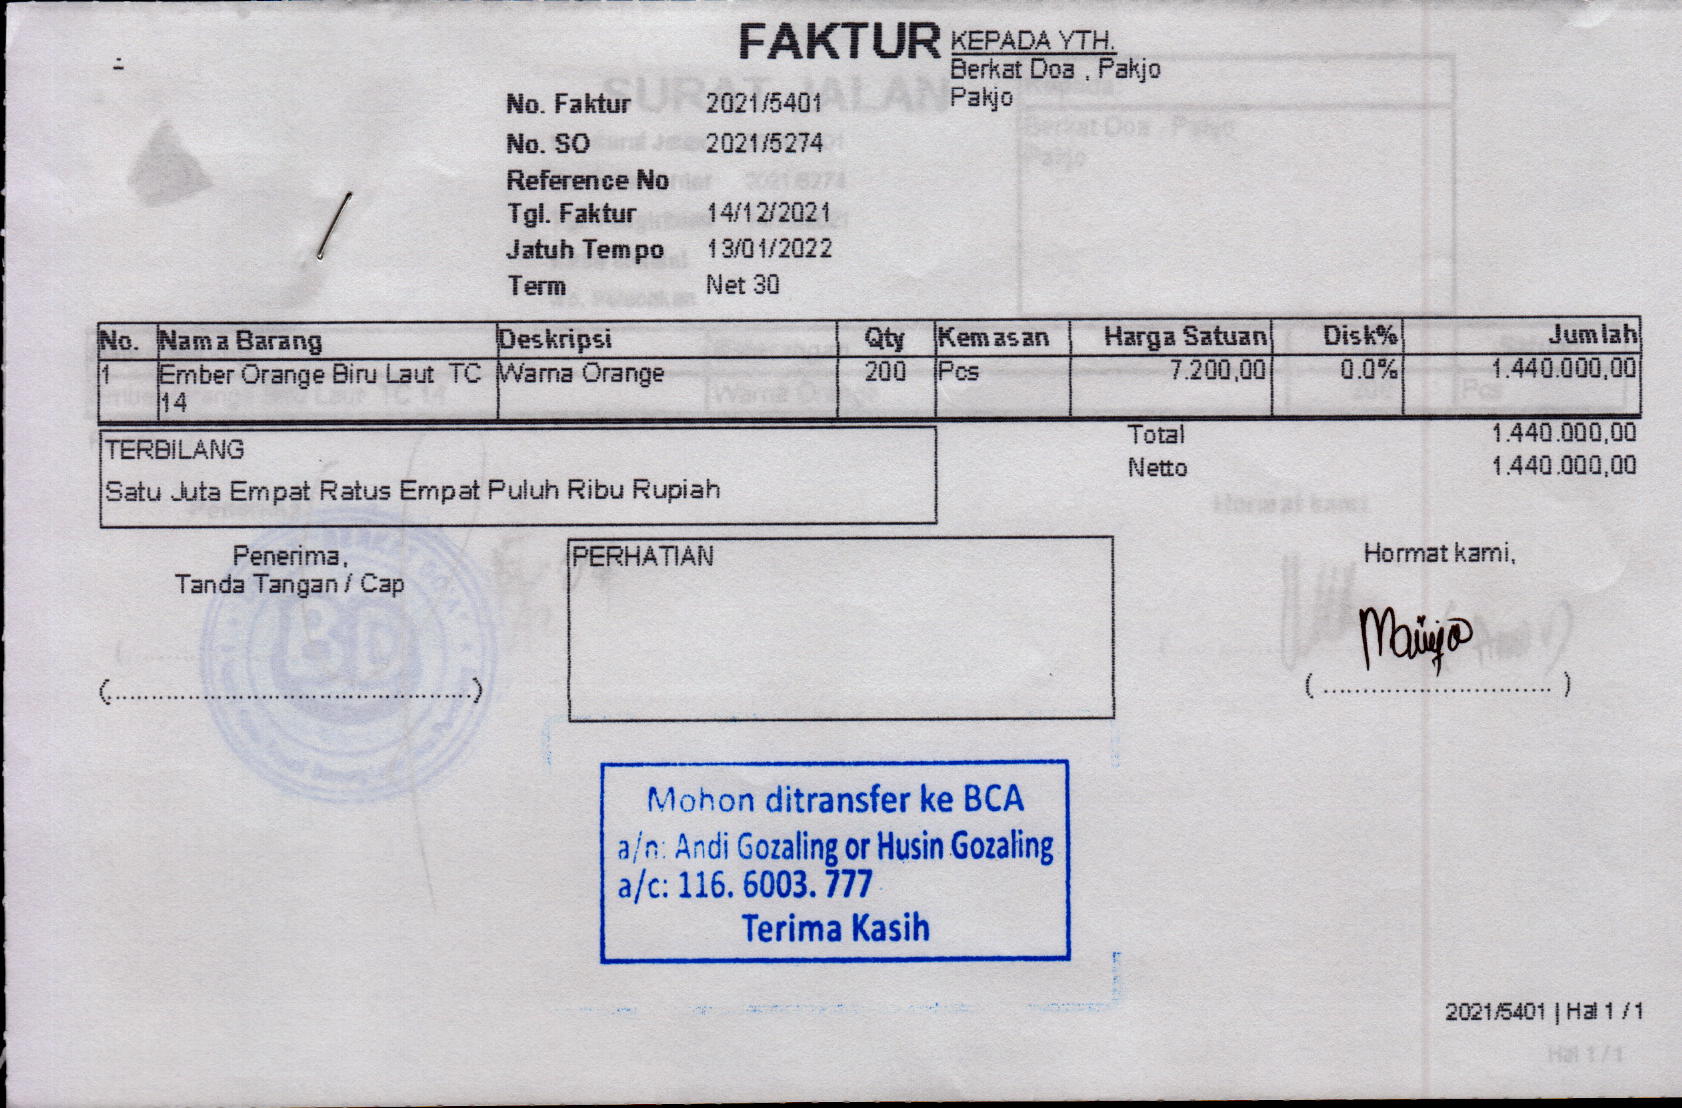 FAKTUR
KEPADA YTH.
Berkat Doa , Pakjo
Pakjo
No. Faktur 2021/5401
No. SO 2021/5274
Reference No
Tgl. Faktur 14/12/2021
Jatuh Tempo 13/01/2022
Term Net 30
No. Nama Barang Deskripsi Qty Kemasan Harga Satuan Disk% Jumlah
1 Ember Orange Biru Laut TC Warna Orange 200 Pcs 7.200,00 0.0% 1.440.000,00
14
Total 1.440.000,00
Netto 1.440.000,00
TERBILANG
Satu Juta Empat Ratus Empat Puluh Ribu Rupiah
Penerima,
Tanda Tangan / Cap
(..................................................)
PERHATIAN
Hormat kami,
( ............................. )
Mohon ditransfer ke BCA
a/n: Andi Gozaling or Husin Gozaling
a/c: 116. 6003. 777
Terima Kasih
2021/5401 | Hal 1 / 1